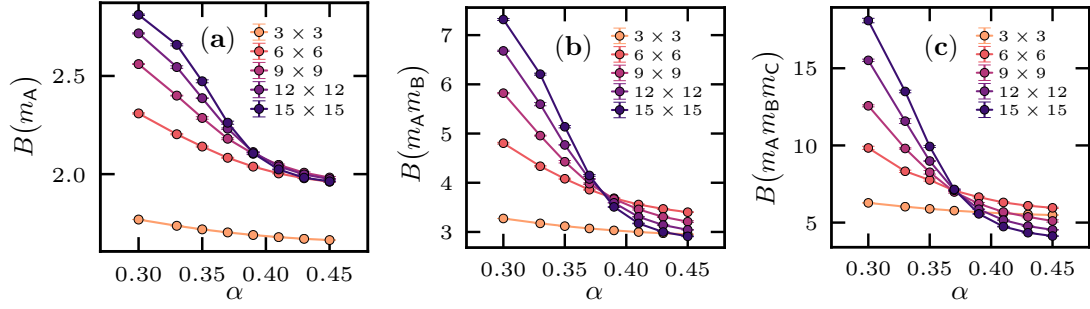 B(m_A)
2.5
2.0
(a)
3 × 3
6 × 6
9 × 9
12 × 12
15 × 15
0.30 0.35 0.40 0.45
α
B(m_A m_B)
7
6
5
4
3
(b)
3 × 3
6 × 6
9 × 9
12 × 12
15 × 15
0.30 0.35 0.40 0.45
α
B(m_A m_B m_C)
15
10
5
(c)
3 × 3
6 × 6
9 × 9
12 × 12
15 × 15
0.30 0.35 0.40 0.45
α